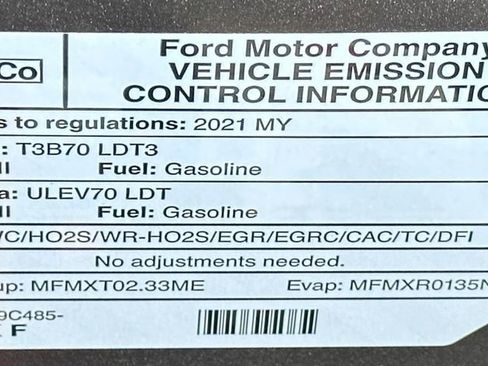 Co Ford Motor Company
VEHICLE EMISSION
CONTROL INFORMATIO
s to regulations: 2021 MY
: T3B70 LDT3
Fuel: Gasoline
a: ULEV70 LDT
Fuel: Gasoline
/C/HO2S/WR-HO2S/EGR/EGRC/CAC/TC/DFI
No adjustments needed.
up: MFMXT02.33ME Evap: MFMXR0135N
9C485-
F